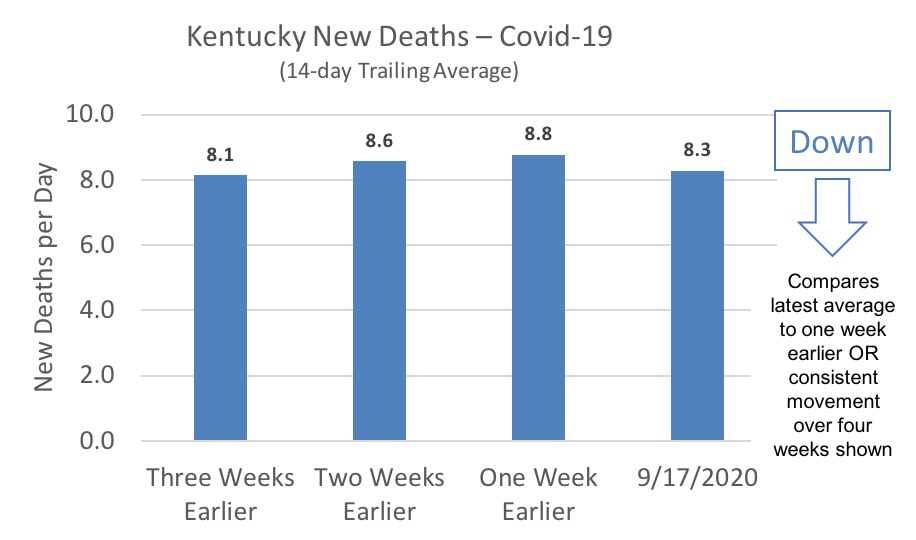 Kentucky New Deaths – Covid-19
(14-day Trailing Average)
New Deaths per Day
10.0
8.0
6.0
4.0
2.0
0.0
8.1
8.6
8.8
8.3
Three Weeks
Earlier
Two Weeks
Earlier
One Week
Earlier
9/17/2020
Down
Compares
latest average
to one week
earlier OR
consistent
movement
over four
weeks shown